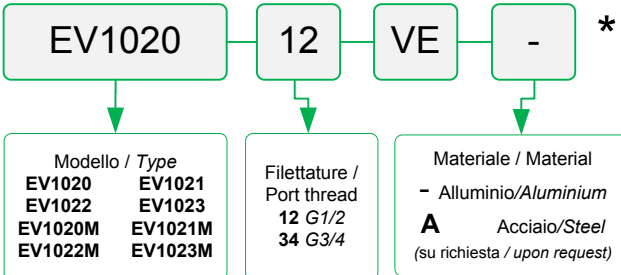 EV1020 12 VE - *
Modello / Type
EV1020 EV1021
EV1022 EV1023
EV1020M EV1021M
EV1022M EV1023M
Filettature /
Port thread
12 G1/2
34 G3/4
Materiale / Material
- Alluminio/Aluminium
A Acciaio/Steel
(su richiesta / upon request)